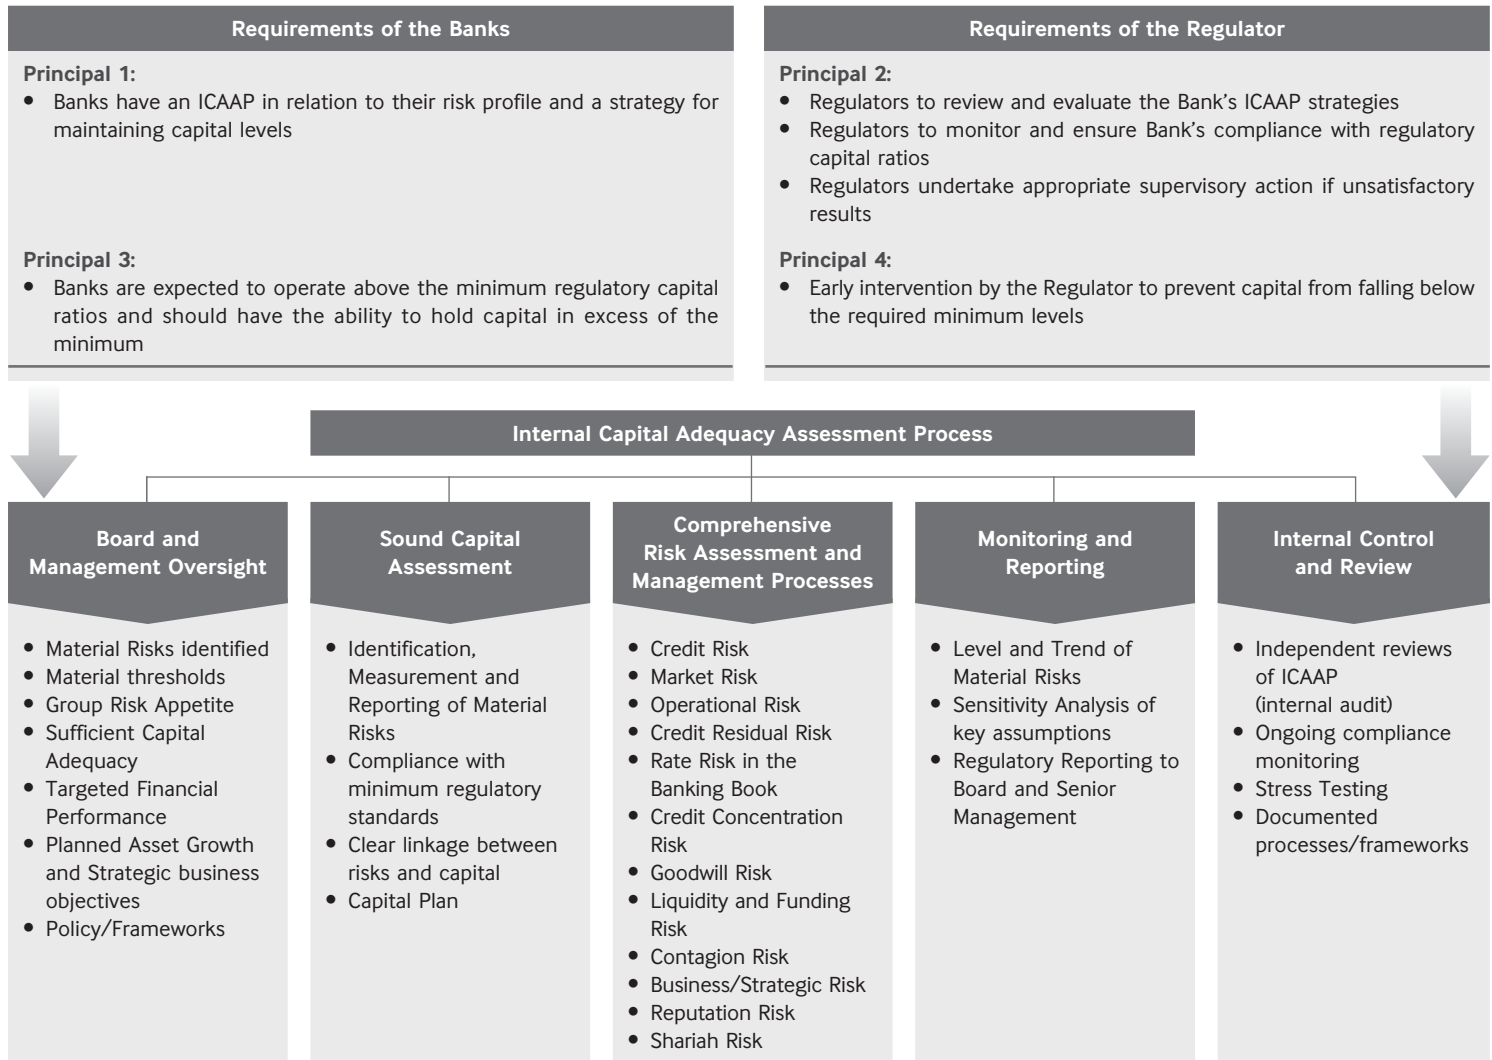 Requirements of the Banks
Principal 1:
• Banks have an ICAAP in relation to their risk profile and a strategy for
maintaining capital levels
Principal 3:
• Banks are expected to operate above the minimum regulatory capital
ratios and should have the ability to hold capital in excess of the
minimum
Requirements of the Regulator
Principal 2:
• Regulators to review and evaluate the Bank's ICAAP strategies
• Regulators to monitor and ensure Bank's compliance with regulatory
capital ratios
• Regulators undertake appropriate supervisory action if unsatisfactory
results
Principal 4:
• Early intervention by the Regulator to prevent capital from falling below
the required minimum levels
Internal Capital Adequacy Assessment Process
Board and
Management Oversight
• Material Risks identified
• Material thresholds
• Group Risk Appetite
• Sufficient Capital
Adequacy
• Targeted Financial
Performance
• Planned Asset Growth
and Strategic business
objectives
• Policy/Frameworks
Sound Capital
Assessment
• Identification,
Measurement and
Reporting of Material
Risks
• Compliance with
minimum regulatory
standards
• Clear linkage between
risks and capital
• Capital Plan
Comprehensive
Risk Assessment and
Management Processes
• Credit Risk
• Market Risk
• Operational Risk
• Credit Residual Risk
• Rate Risk in the
Banking Book
• Credit Concentration
Risk
• Goodwill Risk
• Liquidity and Funding
Risk
• Contagion Risk
• Business/Strategic Risk
• Reputation Risk
• Shariah Risk
Monitoring and
Reporting
• Level and Trend of
Material Risks
• Sensitivity Analysis of
key assumptions
• Regulatory Reporting to
Board and Senior
Management
Internal Control
and Review
• Independent reviews
of ICAAP
(internal audit)
• Ongoing compliance
monitoring
• Stress Testing
• Documented
processes/frameworks